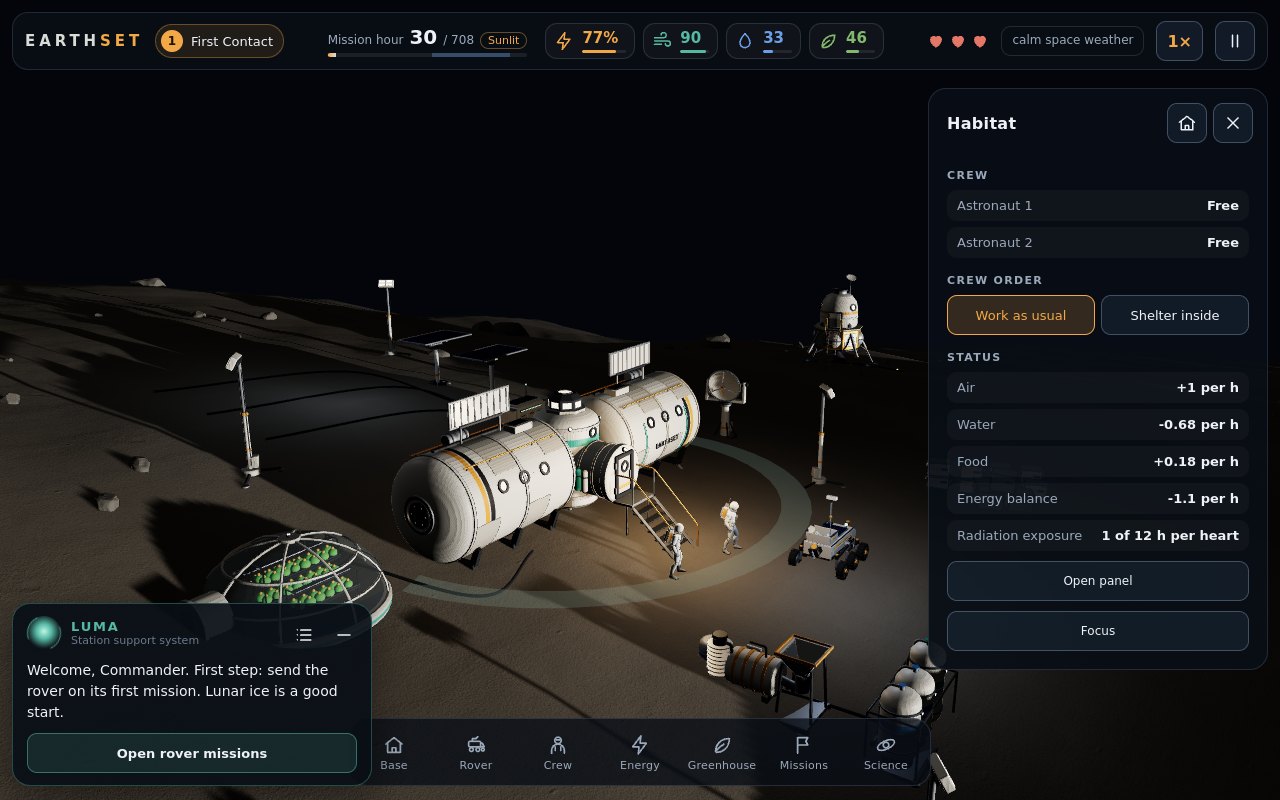 EARTHSET
1 First Contact
Mission hour 30 / 708 Sunlit
77%
90
33
46
calm space weather
1×
Habitat
CREW
Astronaut 1 Free
Astronaut 2 Free
CREW ORDER
Work as usual
Shelter inside
STATUS
Air +1 per h
Water -0.68 per h
Food +0.18 per h
Energy balance -1.1 per h
Radiation exposure 1 of 12 h per heart
Open panel
Focus
EARTHSET
LUMA
Station support system
Welcome, Commander. First step: send the
rover on its first mission. Lunar ice is a good
start.
Open rover missions
Base
Rover
Crew
Energy
Greenhouse
Missions
Science